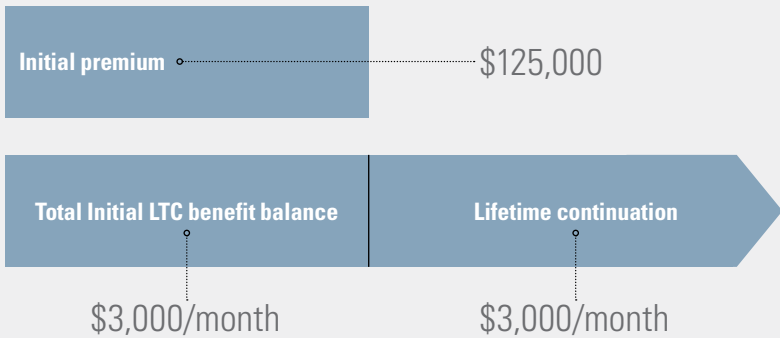 Initial premium
$125,000
Total Initial LTC benefit balance
Lifetime continuation
$3,000/month
$3,000/month